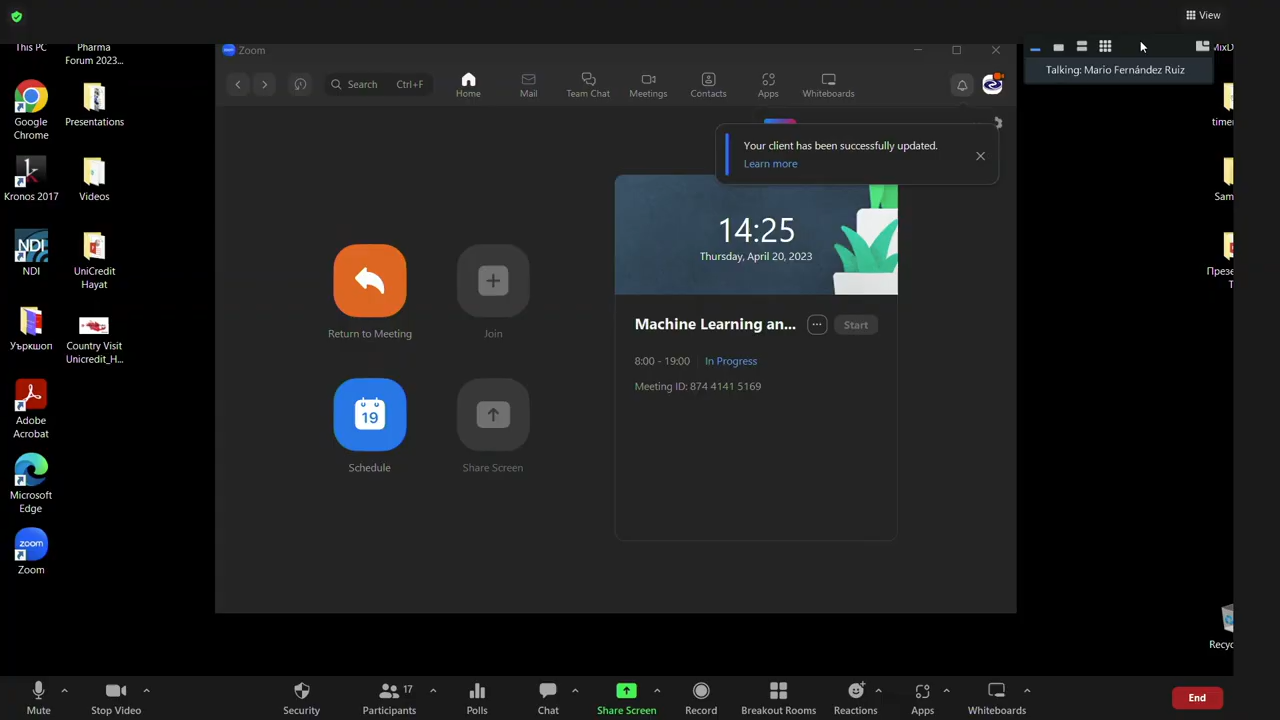 View
This PC
Pharma
Forum 2023...
Zoom
Talking: Mario Fernández Ruiz
Search
Ctrl+F
Home
Mail
Team Chat
Meetings
Contacts
Apps
Whiteboards
Google
Chrome
Presentations
Your client has been successfully updated.
Learn more
Kronos 2017
Videos
14:25
Thursday, April 20, 2023
NDI
NDI
UniCredit
Hayat
Return to Meeting
Join
Machine Learning an...
Start
8:00 - 19:00
In Progress
Meeting ID: 874 4141 5169
Уъркшоп
Country Visit
Unicredit_H...
Adobe
Acrobat
19
Schedule
Share Screen
Microsoft
Edge
zoom
Zoom
Mute
Stop Video
Security
17
Participants
Polls
Chat
Share Screen
Record
Breakout Rooms
Reactions
Apps
Whiteboards
End